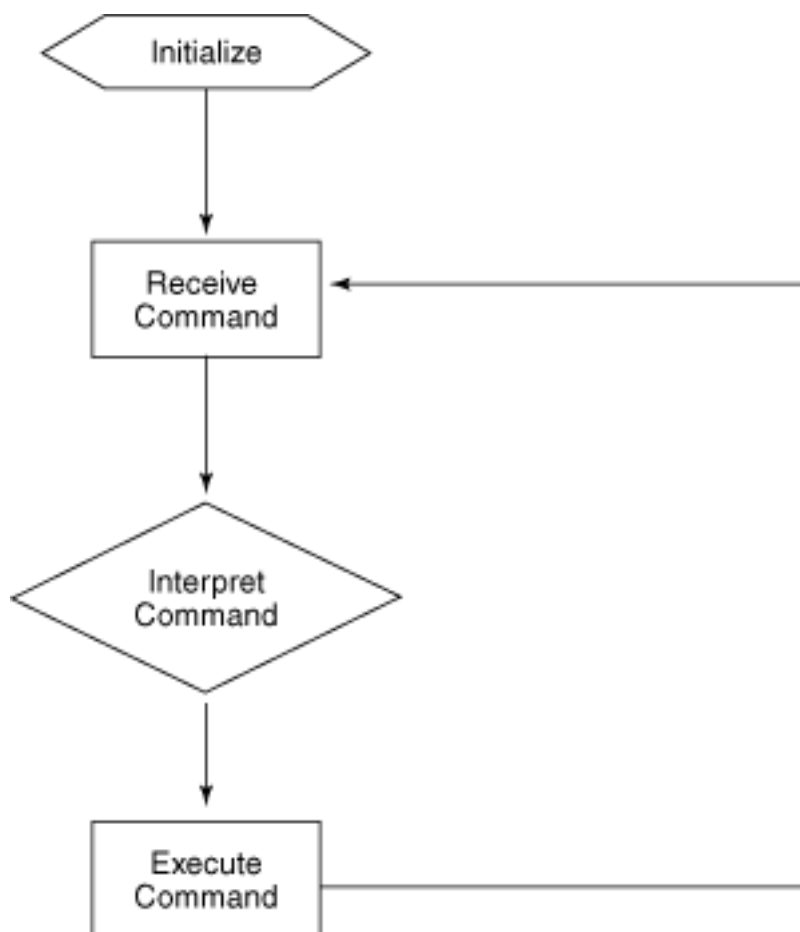 Initialize
Receive
Command
Interpret
Command
Execute
Command